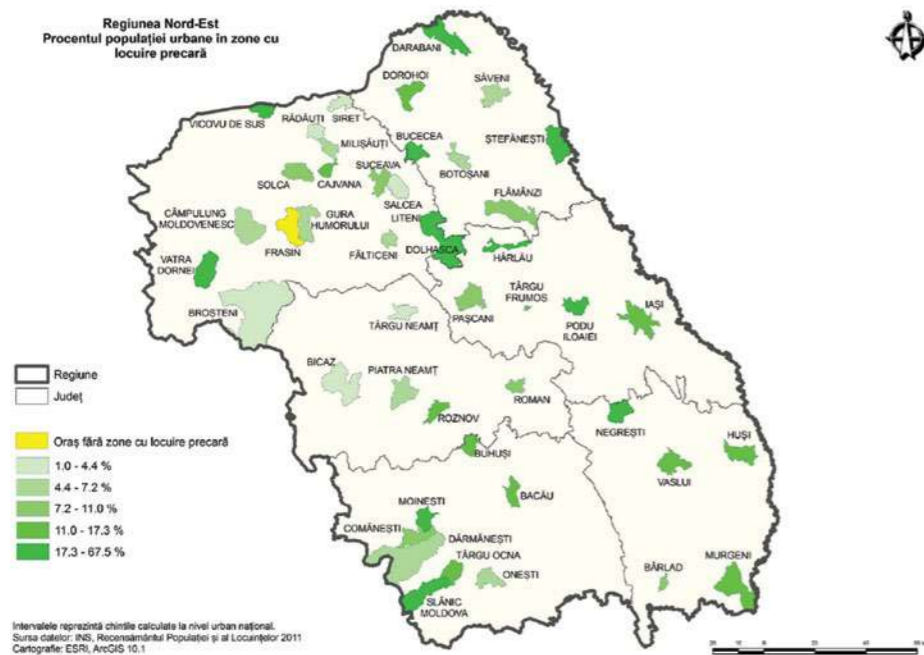 Regiunea Nord-Est
Procentul populației urbane în zone cu
locuire precară
DARABANI
DOROHOI
SĂVENI
VICOVU DE SUS
RĂDĂUȚI
SIRET
MILIȘĂUȚI
BUCECEA
ȘTEFĂNEȘTI
SUCEAVA
BOTOȘANI
SOLCA
CAJVANA
SALCEA
FLĂMÂNZI
CÂMPULUNG
MOLDOVENESC
GURA
HUMORULUI
LITENI
FRASIN
FĂLTICENI
DOLHASCA
HÂRLĂU
VATRA
DORNEI
TÂRGU
FRUMOS
IAȘI
BROȘTENI
TÂRGU NEAMȚ
PAȘCANI
PODU
ILOAIEI
BICAZ
PIATRA NEAMȚ
ROMAN
ROZNOV
NEGREȘTI
HUȘI
BUHUȘI
VASLUI
BACĂU
MOINEȘTI
COMĂNEȘTI
DĂRMĂNEȘTI
TÂRGU OCNA
ONEȘTI
BÂRLAD
MURGENI
SLĂNIC
MOLDOVA
Regiune
Județ
Oraș fără zone cu locuire precară
1.0 - 4.4 %
4.4 - 7.2 %
7.2 - 11.0 %
11.0 - 17.3 %
17.3 - 67.5 %
Intervalele reprezintă chintile calculate la nivel urban național.
Sursa datelor: INS, Recensământul Populației și al Locuințelor 2011
Cartografie: ESRI, ArcGIS 10.1